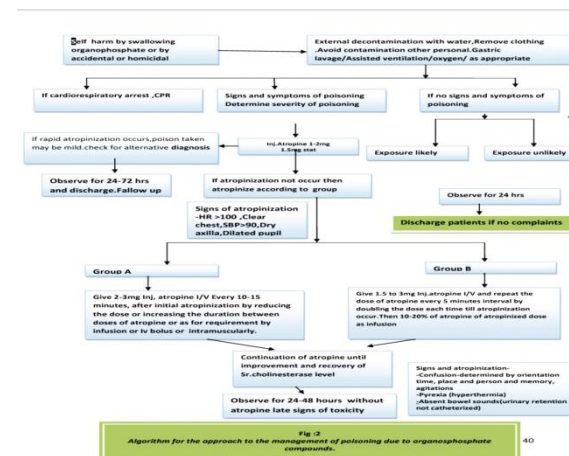 Self harm by swallowing
organophosphate or by
accidental or homicidal
External decontamination with water,Remove clothing
.Avoid contamination other personal.Gastric
lavage/Assisted ventilation/oxygen/ as appropriate
If cardiorespiratory arrest ,CPR
Signs and symptoms of poisoning
Determine severity of poisoning
If no signs and symptoms of
poisoning
If rapid atropinization occurs,poison taken
may be mild.check for alternative diagnosis
Inj.Atropine 1-2mg
1.5mg stat
Exposure likely
Exposure unlikely
Observe for 24-72 hrs
and discharge.Fallow up
If atropinization not occur then
atropinize according to group
Observe for 24 hrs
Signs of atropinization
-HR >100 ,Clear
chest,SBP>90,Dry
axilla,Dilated pupil
Discharge patients if no complaints
Group A
Group B
Give 2-3mg Inj, atropine I/V Every 10-15
minutes, after initial atropinization by reducing
the dose or increasing the duration between
doses of atropine or as for requirement by
infusion or Iv bolus or intramuscularly.
Give 1.5 to 3mg Inj.atropine I/V and repeat the
dose of atropine every 5 minutes interval by
doubling the dose each time till atropinization
occur.Then 10-20% of atropine of atropinized dose
as infusion
Continuation of atropine until
improvement and recovery of
Sr.cholinesterase level
Signs and atropinization-
-Confusion-determined by orientation
time, place and person and memory,
agitations
-Pyrexia (hyperthermia)
-Absent bowel sounds(urinary retention
not catheterized)
Observe for 24-48 hours without
atropine late signs of toxicity
Fig :2
Algorithm for the approach to the management of poisoning due to organosphosphate
compounds.
40